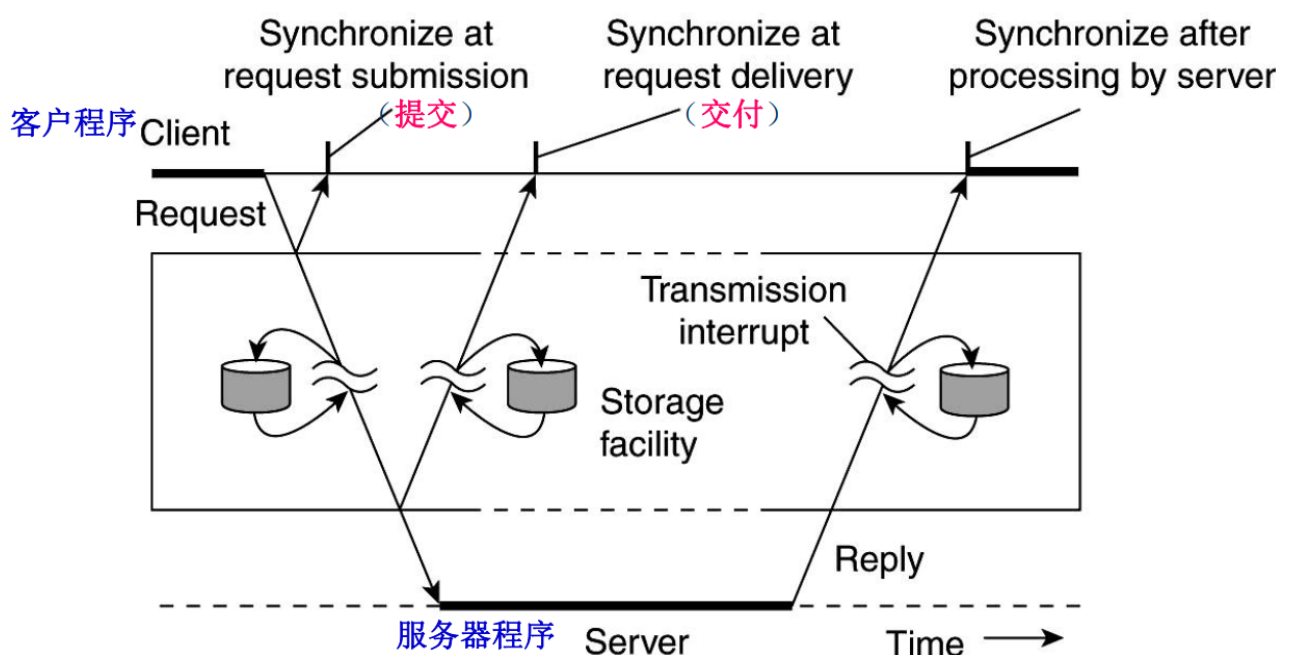 Synchronize at
request submission
（提交）
Synchronize at
request delivery
（交付）
Synchronize after
processing by server
客户程序
Client
Request
Transmission
interrupt
Storage
facility
Reply
服务器程序
Server
Time